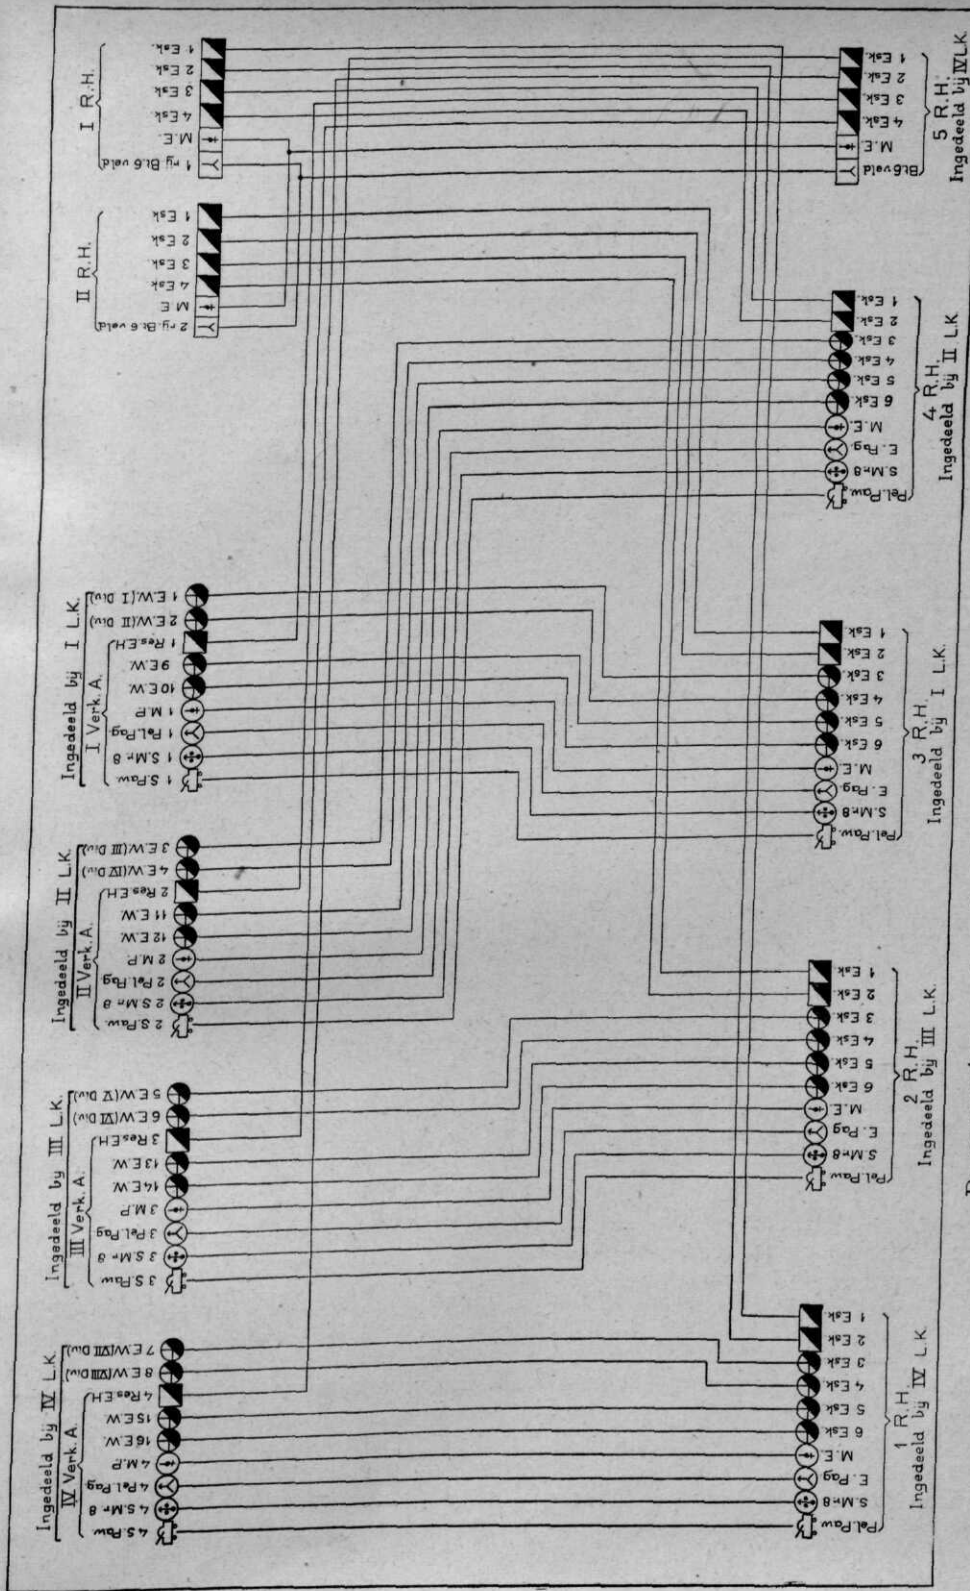 I R.H.
1 Esk.
2 Esk
3 Esk
4 Esk
M.E.
1 ry Bt.6 veld
II R.H.
1 Esk
2 Esk
3 Esk
4 Esk
M.E
2 ry. Bt.6 veld
Ingedeeld bij I L.K.
1 E.W.(I Div)
2 E.W.(II Div)
I Verk. A.
1 Res.E.H
9 E.W.
10 E.W.
1 M.P
1 Pel.Pag
1 S.Mr. 8
1 S.Paw.
Ingedeeld bij II L.K.
3 E.W.(III Div)
4 E.W.(IV Div)
II Verk. A.
2 Res.E.H
11 E.W.
12 E.W.
2 M.P.
2 Pel.Pag
2 S.Mr 8
2 S.Paw.
Ingedeeld bij III L.K.
5 E.W.(V Div)
6 E.W.(VI Div)
III Verk. A.
3 Res.E.H
13 E.W.
14 E.W.
3 M.P
3 Pel.Pag
3 S.Mr 8
3 S.Paw
Ingedeeld bij IV L.K.
7 E.W.(VII Div)
8 E.W.(VIII Div)
IV Verk. A.
4 Res.E.H
15 E.W.
16 E.W.
4 M.P
4 Pel.Pag
4 S.Mr. 8
4 S.Paw
1 Esk.
2 Esk
3 Esk
4 Esk.
M.E.
Bt.6 veld
5 R.H.
Ingedeeld bij IV L.K.
1 Esk.
2 Esk.
3 Esk.
4 Esk
5 Esk
6 Esk.
M.E.
E. Pag.
S.Mr.8
Pel.Paw.
4 R.H.
Ingedeeld bij II L.K.
1 Esk
2 Esk.
3 Esk
4 Esk.
5 Esk
6 Esk.
M.E.
E. Pag.
S.Mr.8
Pel.Paw.
3 R.H.
Ingedeeld bij I L.K.
1 Esk
2 Esk.
3 Esk
4 Esk
5 Esk
6 Esk
M.E.
E. Pag
S.Mr.8
Pel.Paw
2 R.H.
Ingedeeld bij III L.K.
1 Esk.
2 Esk
3 Esk
4 Esk.
5 Esk
6 Esk
M.E.
E. Pag
S.Mr8
Pel.Paw
1 R.H.
Ingedeeld bij IV L.K.